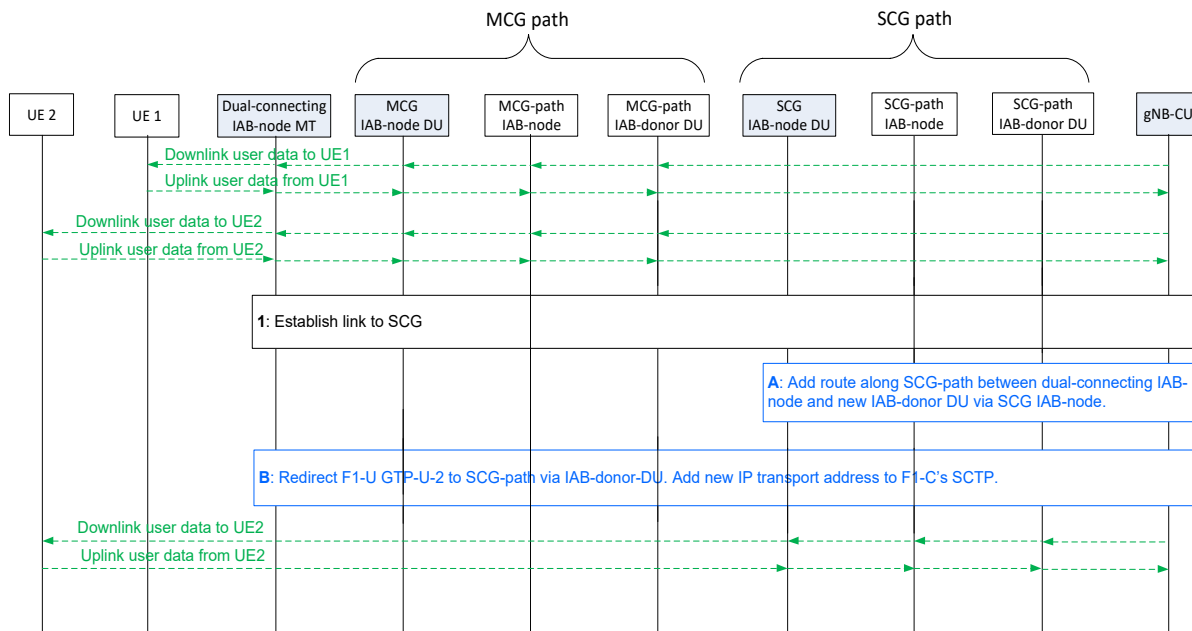 MCG path
SCG path
UE 2
UE 1
Dual-connecting
IAB-node MT
MCG
IAB-node DU
MCG-path
IAB-node
MCG-path
IAB-donor DU
SCG
IAB-node DU
SCG-path
IAB-node
SCG-path
IAB-donor DU
gNB-CU
Downlink user data to UE1
Uplink user data from UE1
Downlink user data to UE2
Uplink user data from UE2
1: Establish link to SCG
A: Add route along SCG-path between dual-connecting IAB-
node and new IAB-donor DU via SCG IAB-node.
B: Redirect F1-U GTP-U-2 to SCG-path via IAB-donor-DU. Add new IP transport address to F1-C's SCTP.
Downlink user data to UE2
Uplink user data from UE2